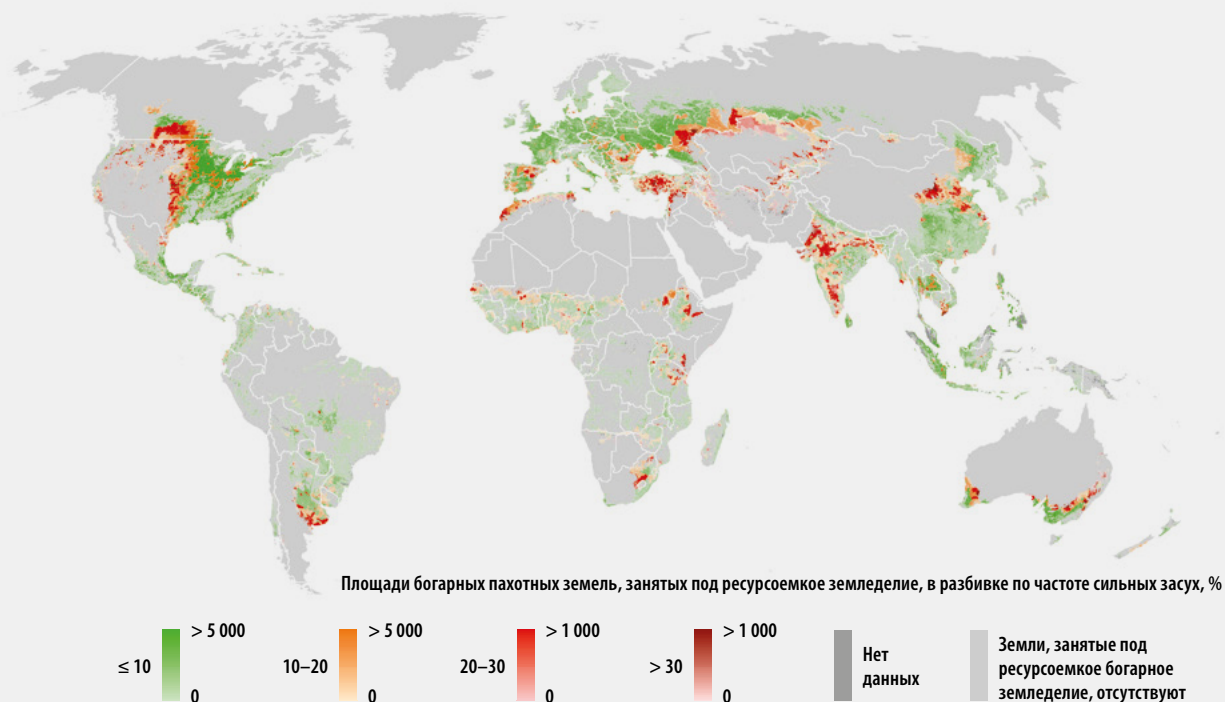 Площади богарных пахотных земель, занятых под ресурсоемкое земледелие, в разбивке по частоте сильных засух, %
≤ 10
> 5 000
0
10–20
> 5 000
0
20–30
> 1 000
0
> 30
> 1 000
0
Нет
данных
Земли, занятые под
ресурсоемкое богарное
земледелие, отсутствуют